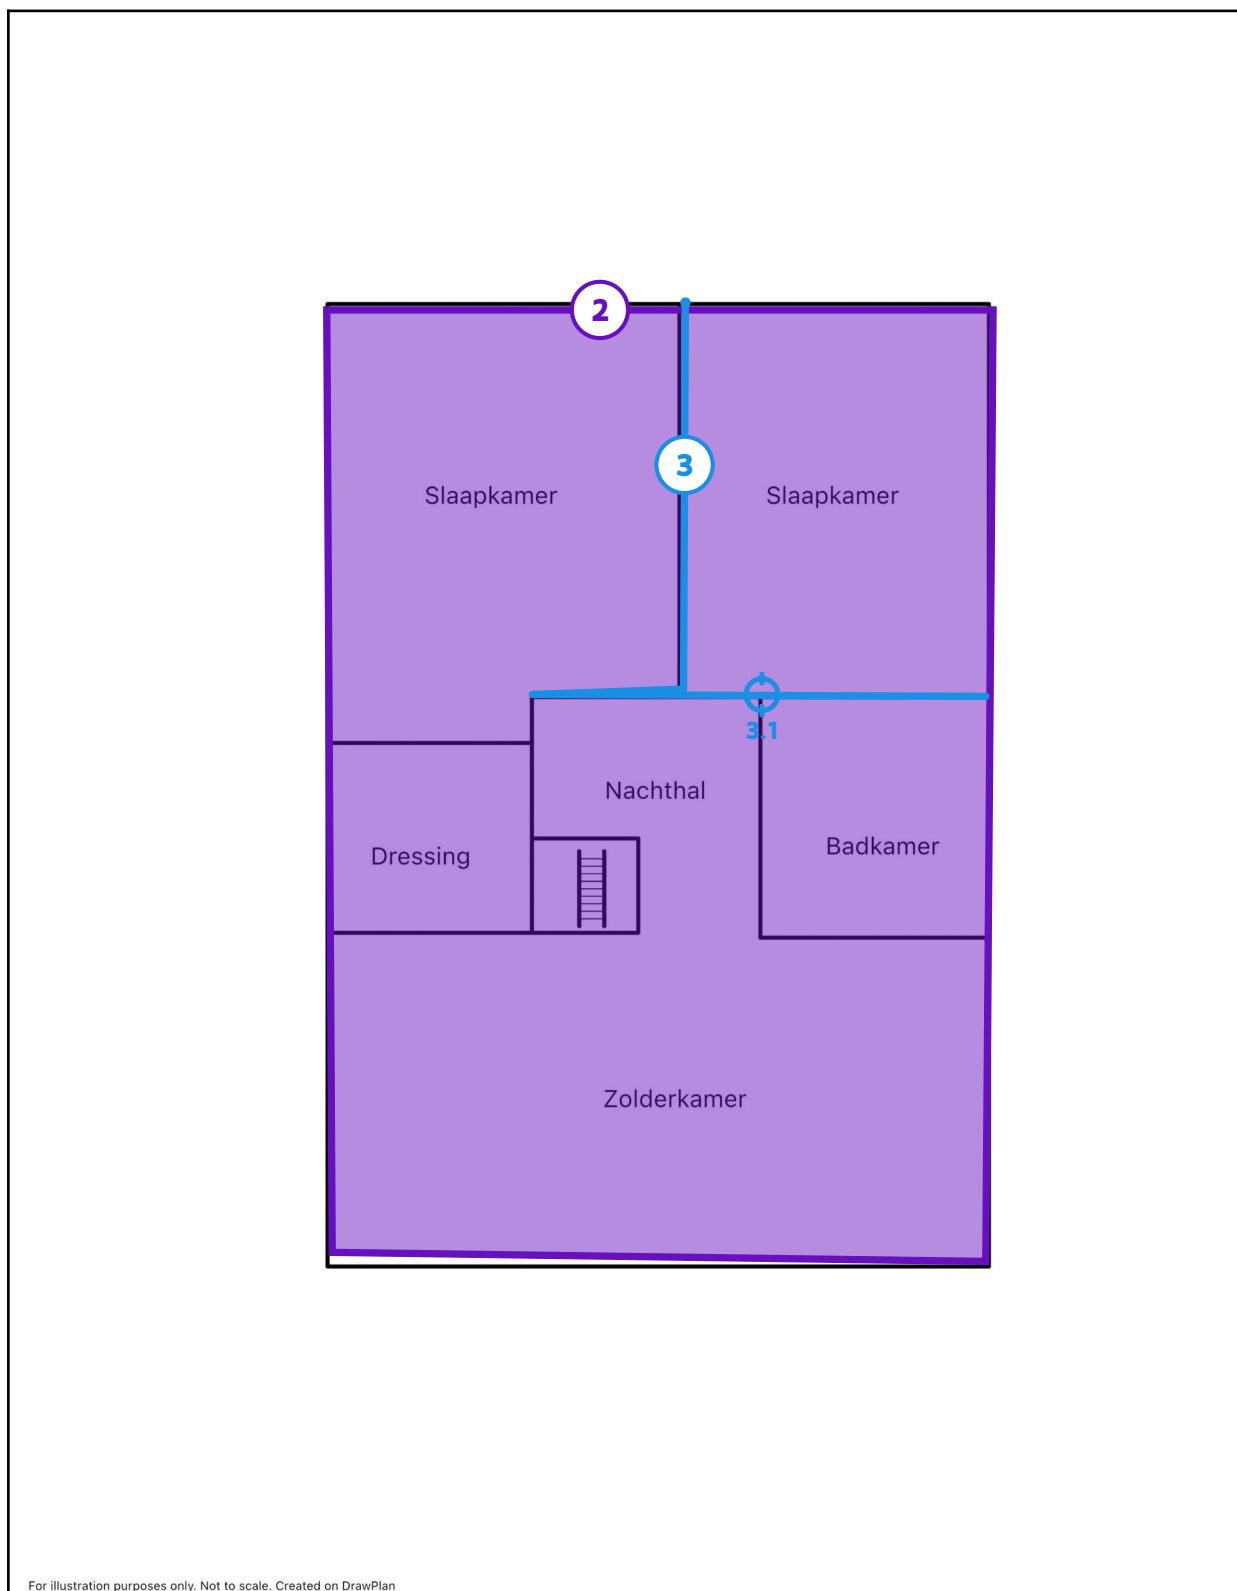 2
3
Slaapkamer
Slaapkamer
3.1
Nachthal
Badkamer
Dressing
Zolderkamer
For illustration purposes only. Not to scale. Created on DrawPlan